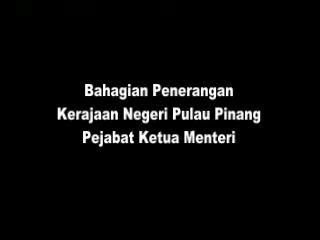 Bahagian Penerangan
Kerajaan Negeri Pulau Pinang
Pejabat Ketua Menteri